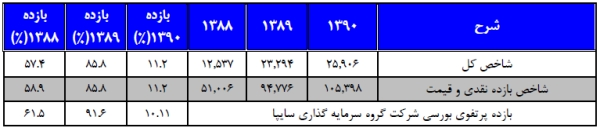 شرح ۱۳۹۰ ۱۳۸۹ ۱۳۸۸ بازده ۱۳۹۰(%) بازده ۱۳۸۹(%) بازده ۱۳۸۸(%)
شاخص کل ۲۵,۹۰۶ ۲۳,۲۹۴ ۱۲,۵۳۷ ۱۱.۲ ۸۵.۸ ۵۷.۴
شاخص بازده نقدی و قیمت ۱۰۵,۳۹۸ ۹۴,۷۷۶ ۵۱,۰۰۶ ۱۱.۲ ۸۵.۸ ۵۸.۹
بازده پرتفوی بورسی شرکت گروه سرمایه گذاری سایپا ۱۰.۱۱ ۹۱.۶ ۶۱.۵